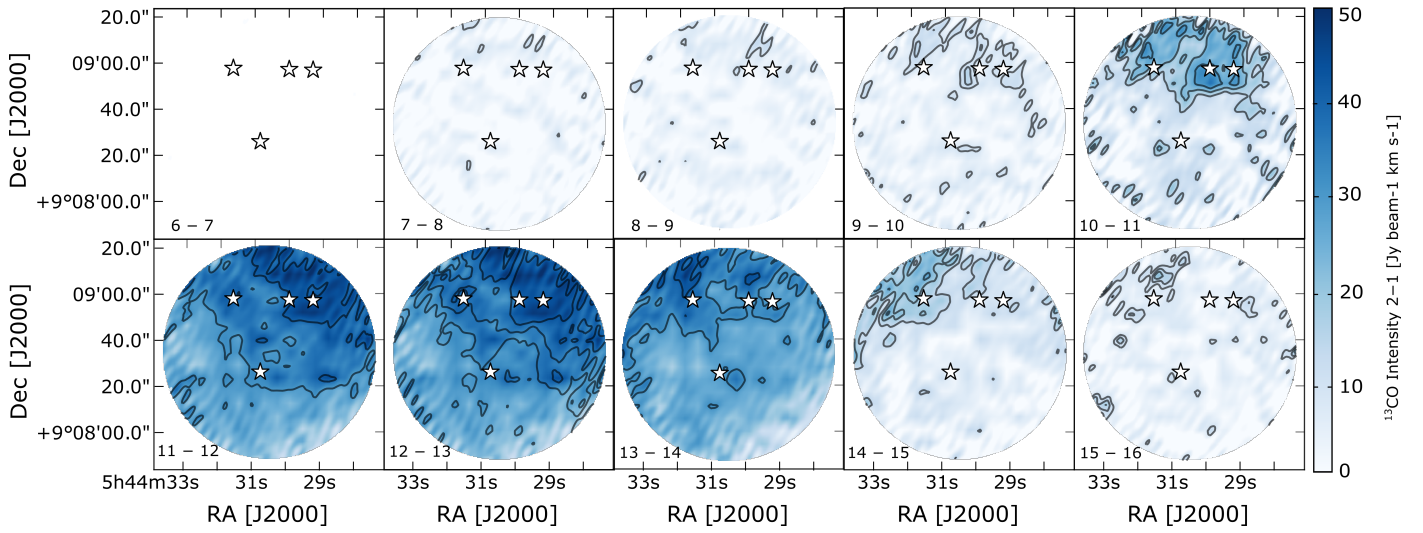 20.0"
09'00.0"
40.0"
20.0"
+9°08'00.0"
Dec [J2000]
6 − 7
7 − 8
8 − 9
9 − 10
10 − 11
20.0"
09'00.0"
40.0"
20.0"
+9°08'00.0"
Dec [J2000]
11 − 12
12 − 13
13 − 14
14 − 15
15 − 16
5h44m33s 31s 29s
33s 31s 29s
33s 31s 29s
33s 31s 29s
33s 31s 29s
RA [J2000]
RA [J2000]
RA [J2000]
RA [J2000]
RA [J2000]
50
40
30
20
10
0
¹³CO Intensity 2−1 [Jy beam-1 km s-1]